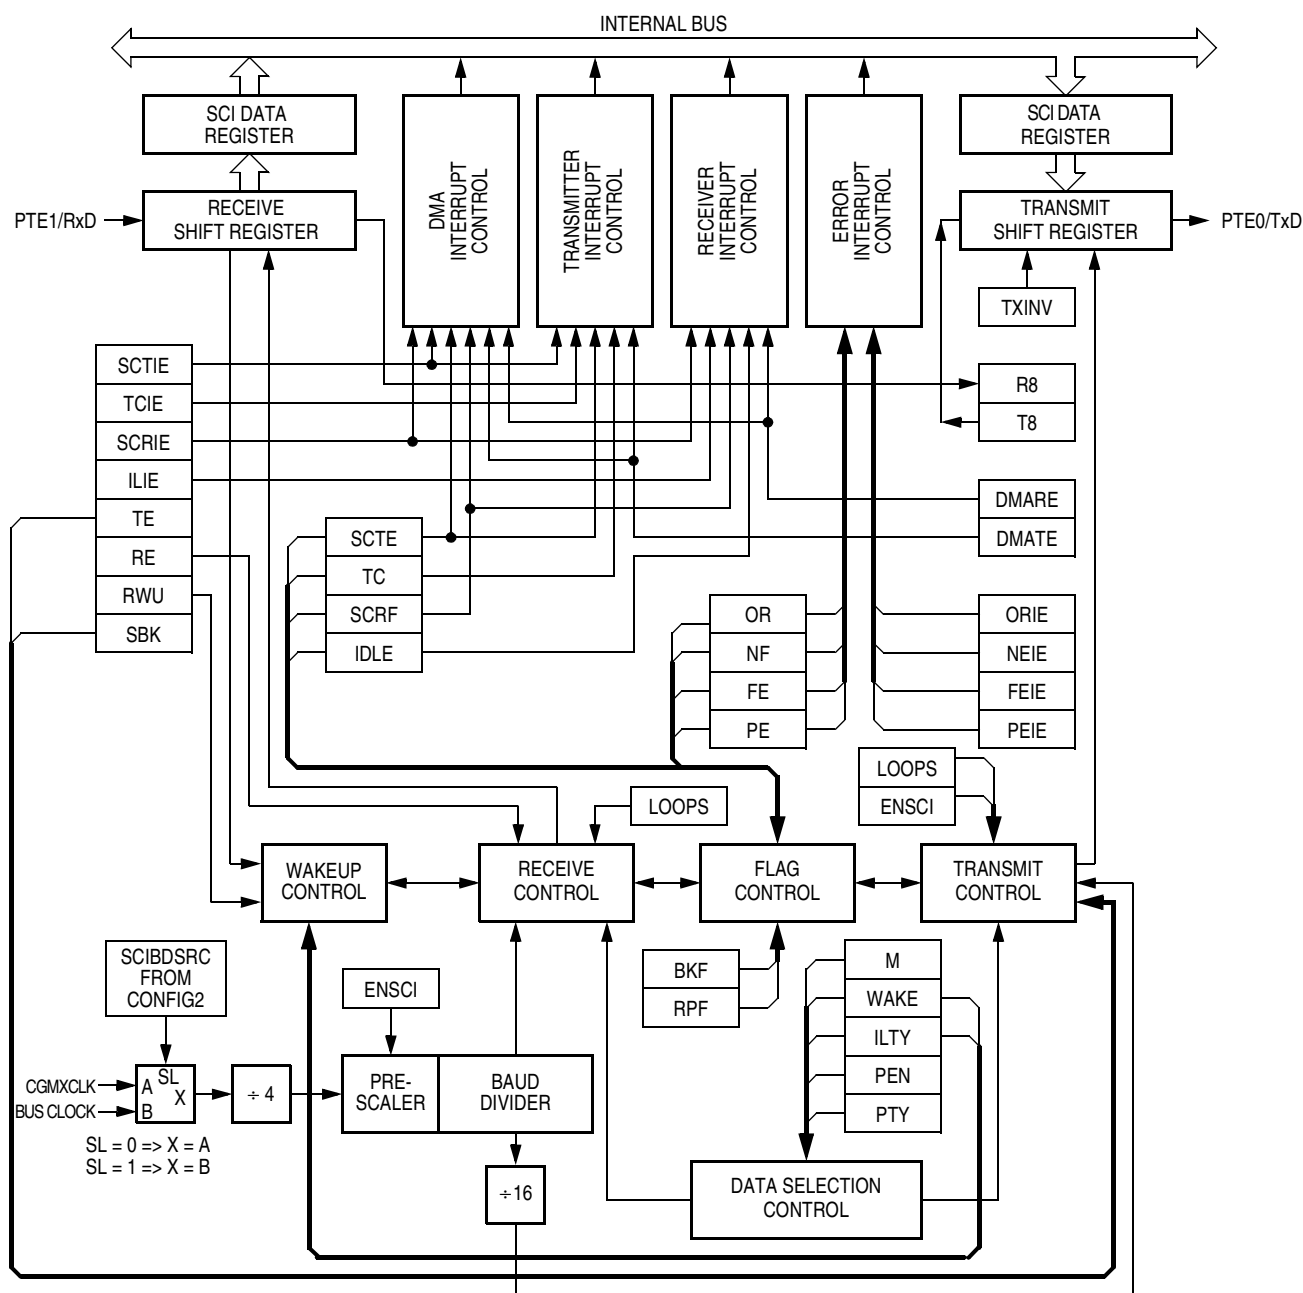 INTERNAL BUS
SCI DATA
REGISTER
DMA
INTERRUPT
CONTROL
TRANSMITTER
INTERRUPT
CONTROL
RECEIVER
INTERRUPT
CONTROL
ERROR
INTERRUPT
CONTROL
SCI DATA
REGISTER
PTE1/RxD
RECEIVE
SHIFT REGISTER
TRANSMIT
SHIFT REGISTER
PTE0/TxD
TXINV
SCTIE
TCIE
SCRIE
ILIE
TE
RE
RWU
SBK
R8
T8
DMARE
DMATE
SCTE
TC
SCRF
IDLE
OR
NF
FE
PE
ORIE
NEIE
FEIE
PEIE
LOOPS
ENSCI
LOOPS
WAKEUP
CONTROL
RECEIVE
CONTROL
FLAG
CONTROL
TRANSMIT
CONTROL
SCIBDSRC
FROM
CONFIG2
ENSCI
BKF
RPF
M
WAKE
ILTY
PEN
PTY
CGMXCLK
BUS CLOCK
A
SL
X
B
÷ 4
PRE-
SCALER
BAUD
DIVIDER
SL = 0 => X = A
SL = 1 => X = B
÷ 16
DATA SELECTION
CONTROL